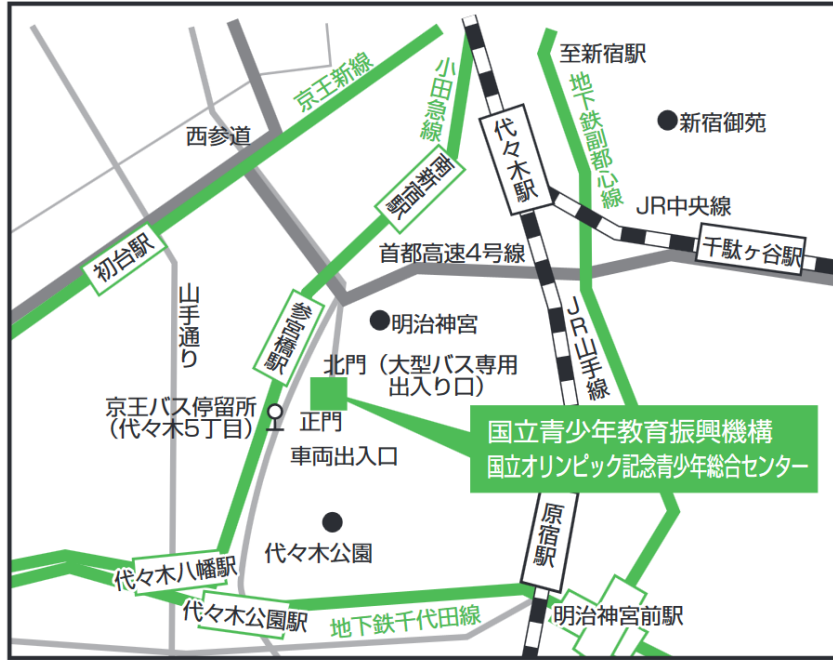 至新宿駅
京王新線
小田急線
地下鉄副都心線
新宿御苑
代々木駅
西参道
南新宿駅
JR中央線
千駄ヶ谷駅
初台駅
首都高速4号線
山手通り
参宮橋駅
明治神宮
JR山手線
北門（大型バス専用
出入り口）
京王バス停留所
（代々木5丁目）
正門
車両出入口
国立青少年教育振興機構
国立オリンピック記念青少年総合センター
原宿駅
代々木公園
代々木八幡駅
代々木公園駅
地下鉄千代田線
明治神宮前駅